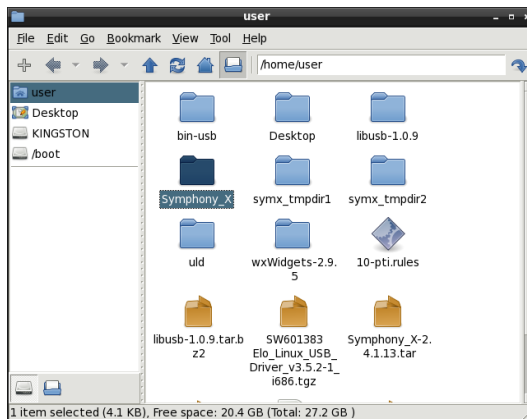 user
File Edit Go Bookmark View Tool Help
/home/user
user
Desktop
KINGSTON
/boot
bin-usb
Desktop
libusb-1.0.9
Symphony_X
symx_tmpdir1
symx_tmpdir2
uld
wxWidgets-2.9.
5
10-pti.rules
libusb-1.0.9.tar.b
z2
SW601383
Elo_Linux_USB_
Driver_v3.5.2-1_
i686.tgz
Symphony_X-2.
4.1.13.tar
1 item selected (4.1 KB), Free space: 20.4 GB (Total: 27.2 GB )